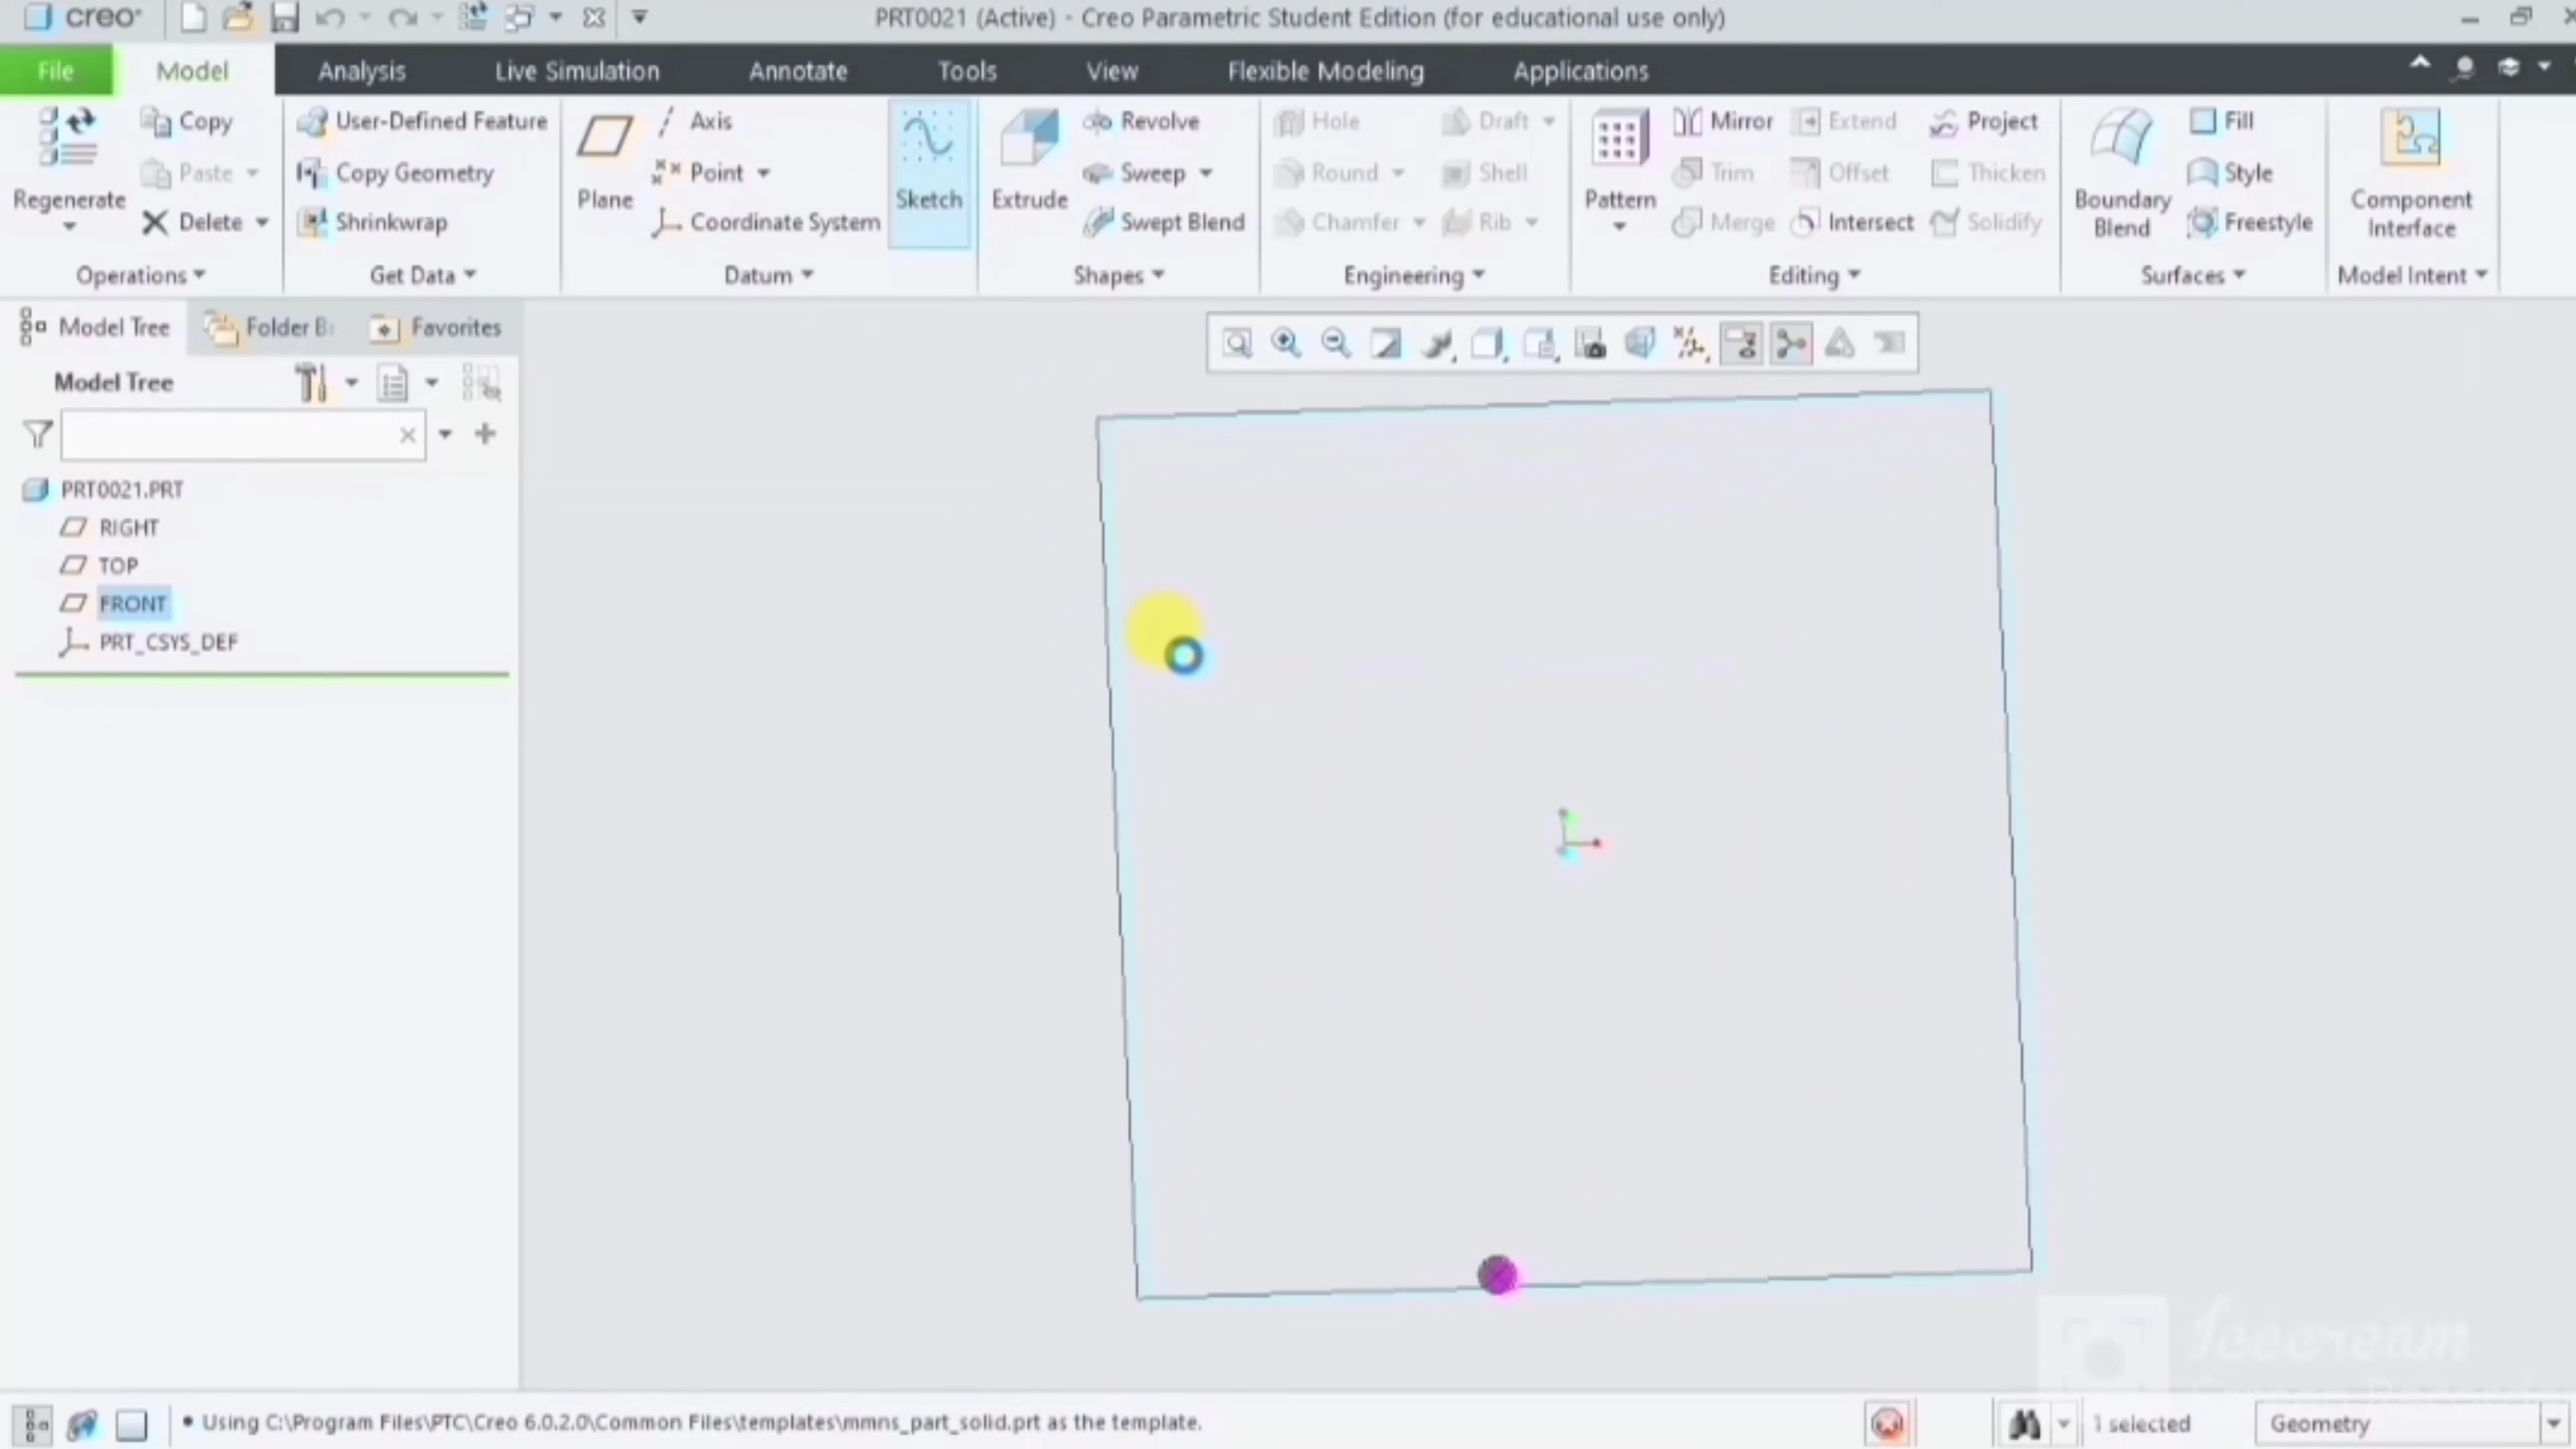 creo
PRT0021 (Active) - Creo Parametric Student Edition (for educational use only)
File Model Analysis Live Simulation Annotate Tools View Flexible Modeling Applications
Regenerate
Copy
Paste
Delete
Operations
User-Defined Feature
Copy Geometry
Shrinkwrap
Get Data
Plane
Axis
Point
Coordinate System
Sketch
Datum
Extrude
Revolve
Sweep
Swept Blend
Shapes
Hole
Round
Chamfer
Draft
Shell
Rib
Engineering
Pattern
Mirror
Trim
Merge
Extend
Offset
Intersect
Project
Thicken
Solidify
Editing
Boundary
Blend
Fill
Style
Freestyle
Surfaces
Component
Interface
Model Intent
Model Tree Folder B Favorites
Model Tree
PRT0021.PRT
RIGHT
TOP
FRONT
PRT_CSYS_DEF
Icecream
• Using C:\Program Files\PTC\Creo 6.0.2.0\Common Files\templates\mmns_part_solid.prt as the template.
1 selected
Geometry